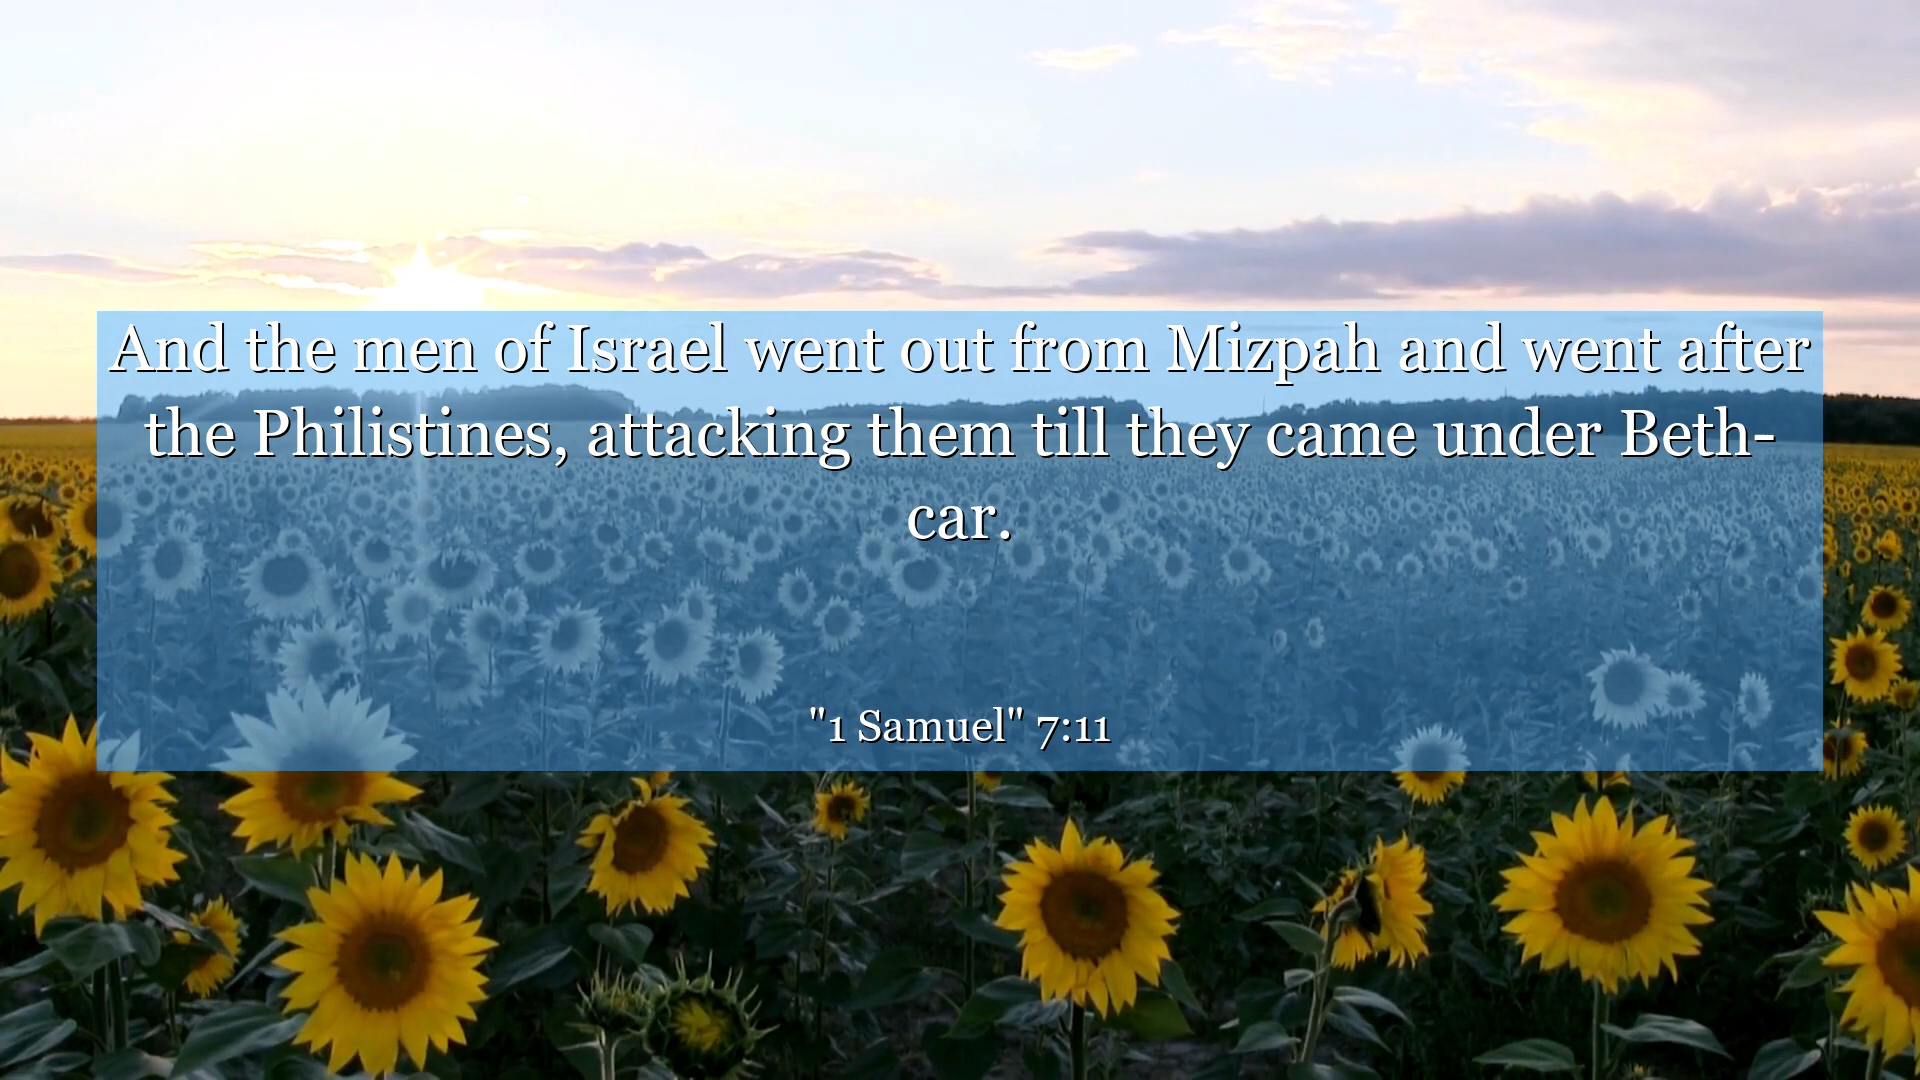 And the men of Israel went out from Mizpah and went after
the Philistines, attacking them till they came under Beth-
car.
"1 Samuel" 7:11